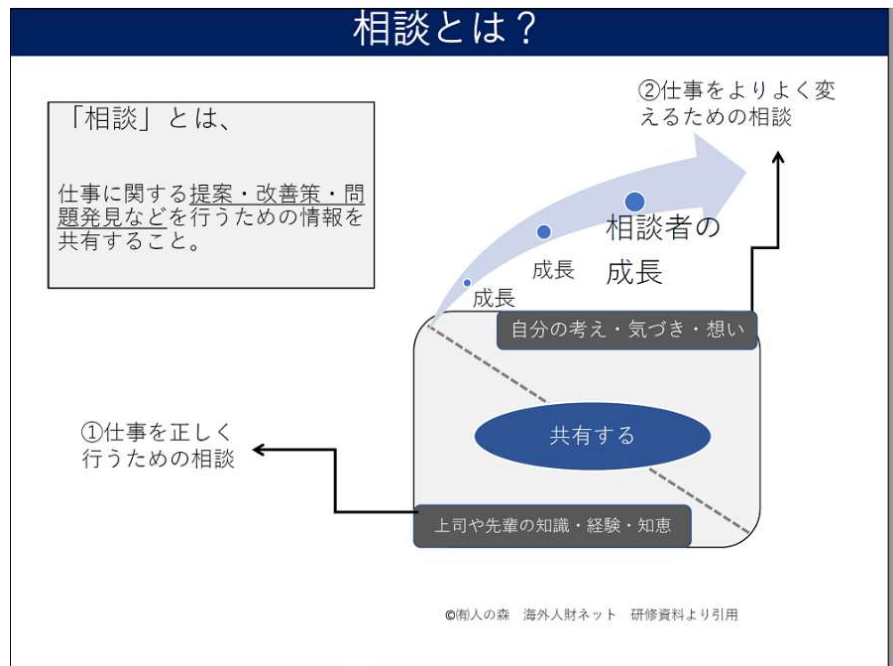 相談とは？
「相談」とは、
仕事に関する提案・改善策・問
題発見などを行うための情報を
共有すること。
②仕事をよりよく変
えるための相談
相談者の
成長
成長
成長
自分の考え・気づき・想い
共有する
①仕事を正しく
行うための相談
上司や先輩の知識・経験・知恵
©㈲人の森　海外人財ネット　研修資料より引用